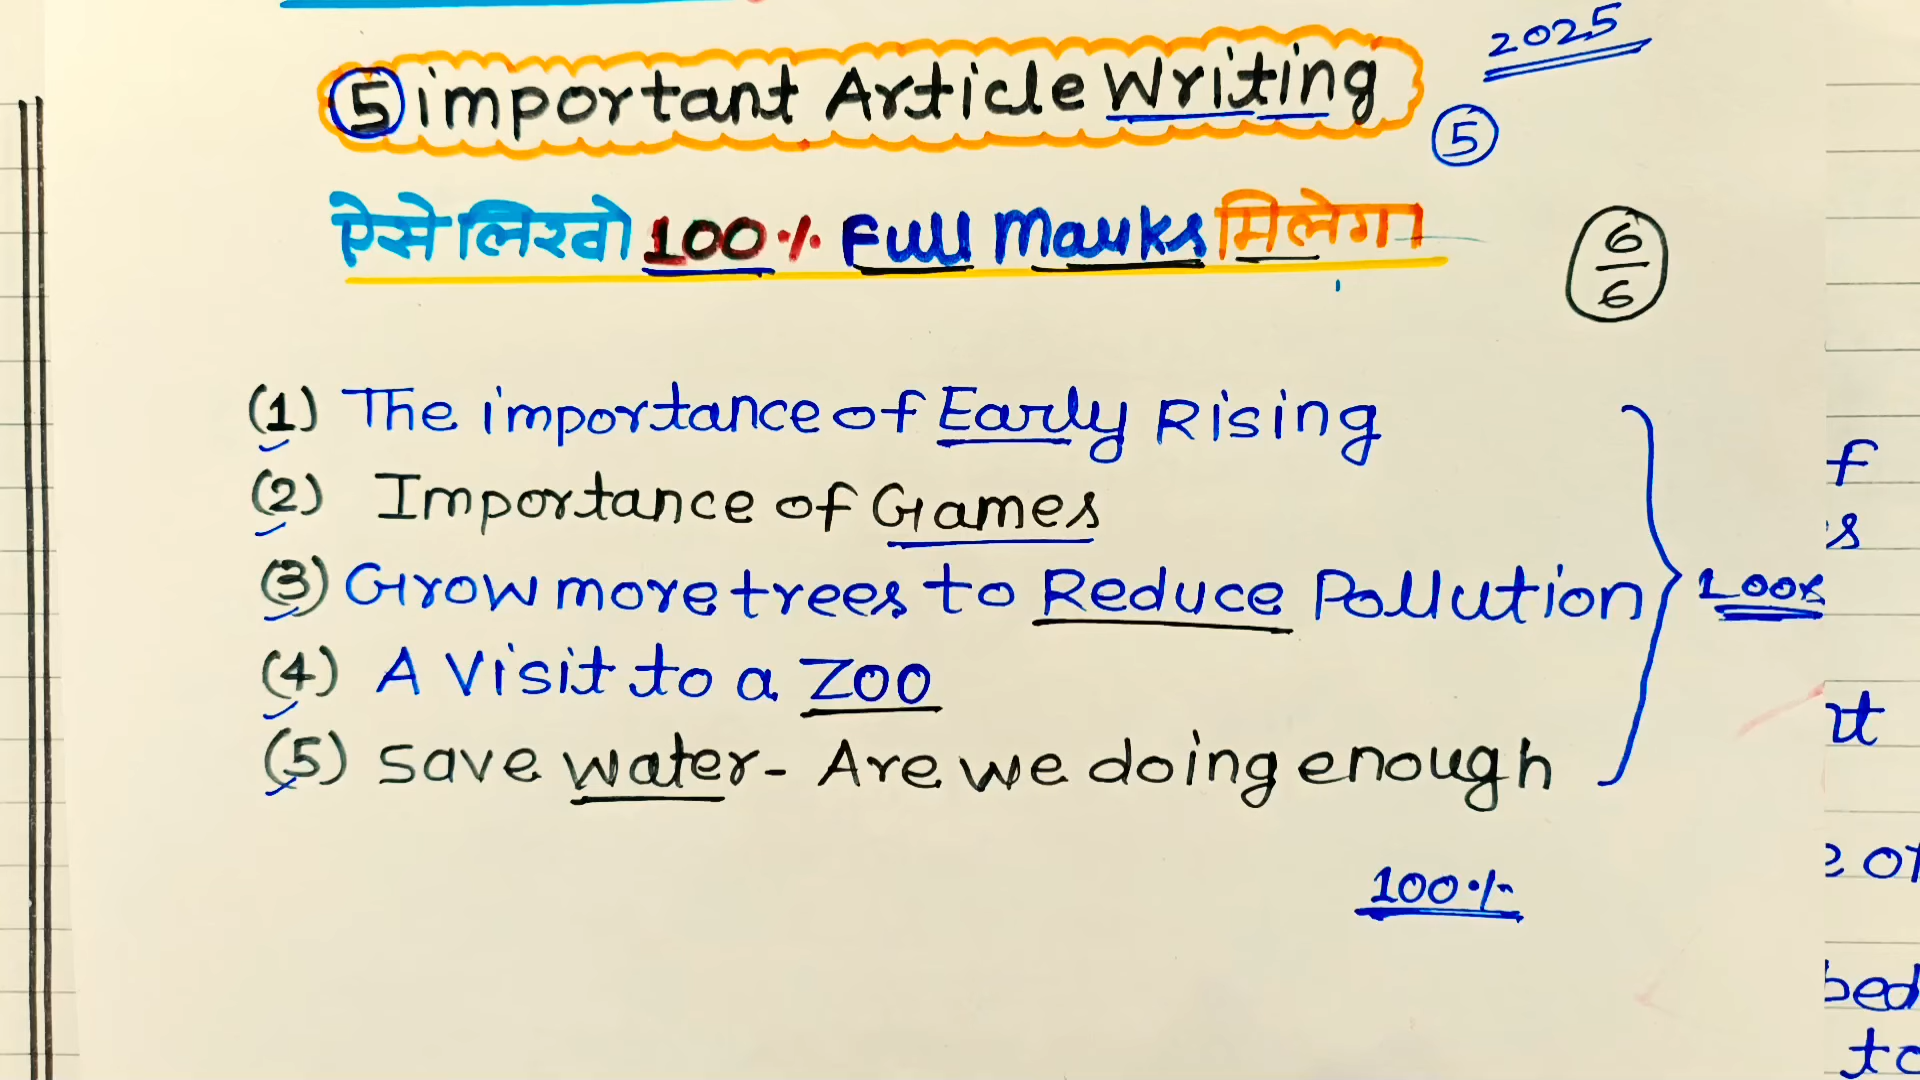 2025
5 important Article Writing
5
ऐसे लिखो 100% Full Marks मिलेगा
6/6
(1) The importance of Early Rising
(2) Importance of Games
(3) Grow more trees to Reduce Pollution
(4) A Visit to a Zoo
(5) Save water - Are we doing enough
100%
100%